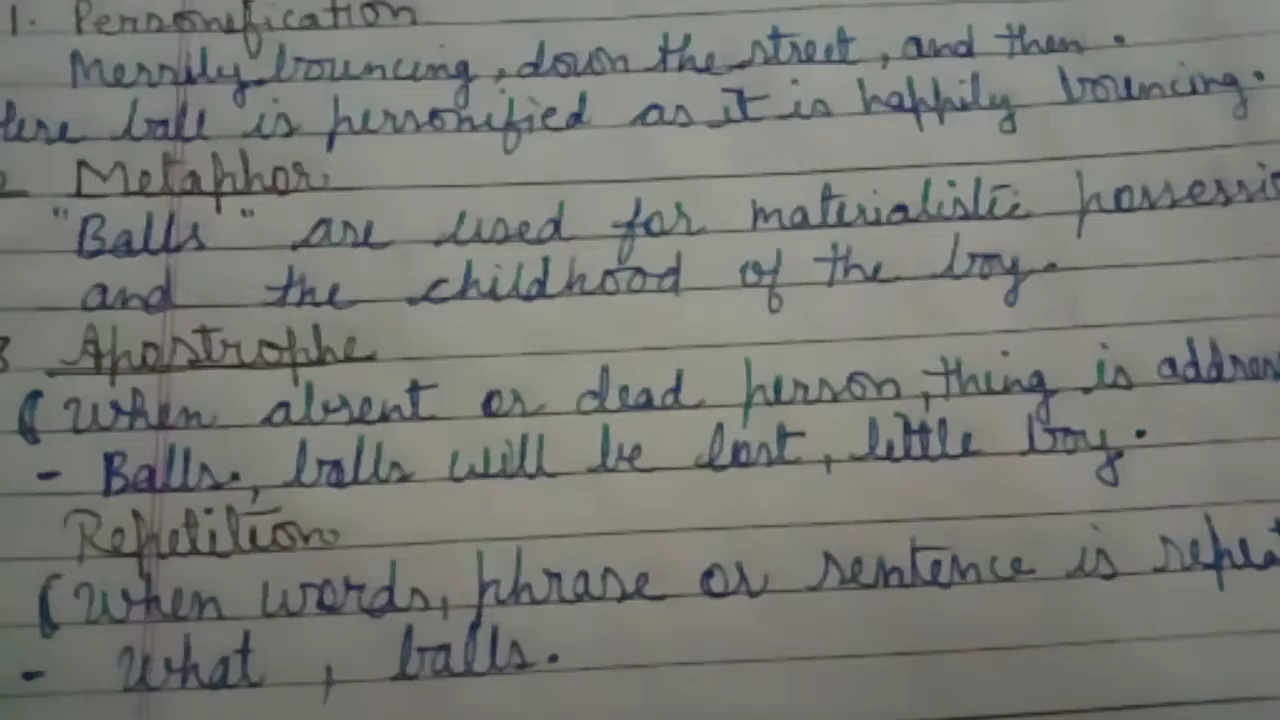 1. Personification
Merrily bouncing, down the street, and then.
Here ball is personified as it is happily bouncing.
2 Metaphor.
"Balls" are used for materialistic possessi
and the childhood of the boy.
3 Apostrophe
(When absent or dead person, thing is addres
- Balls, balls will be lost, little boy.
Repetition
(When words, phrase or sentence is repeat
- What, balls.